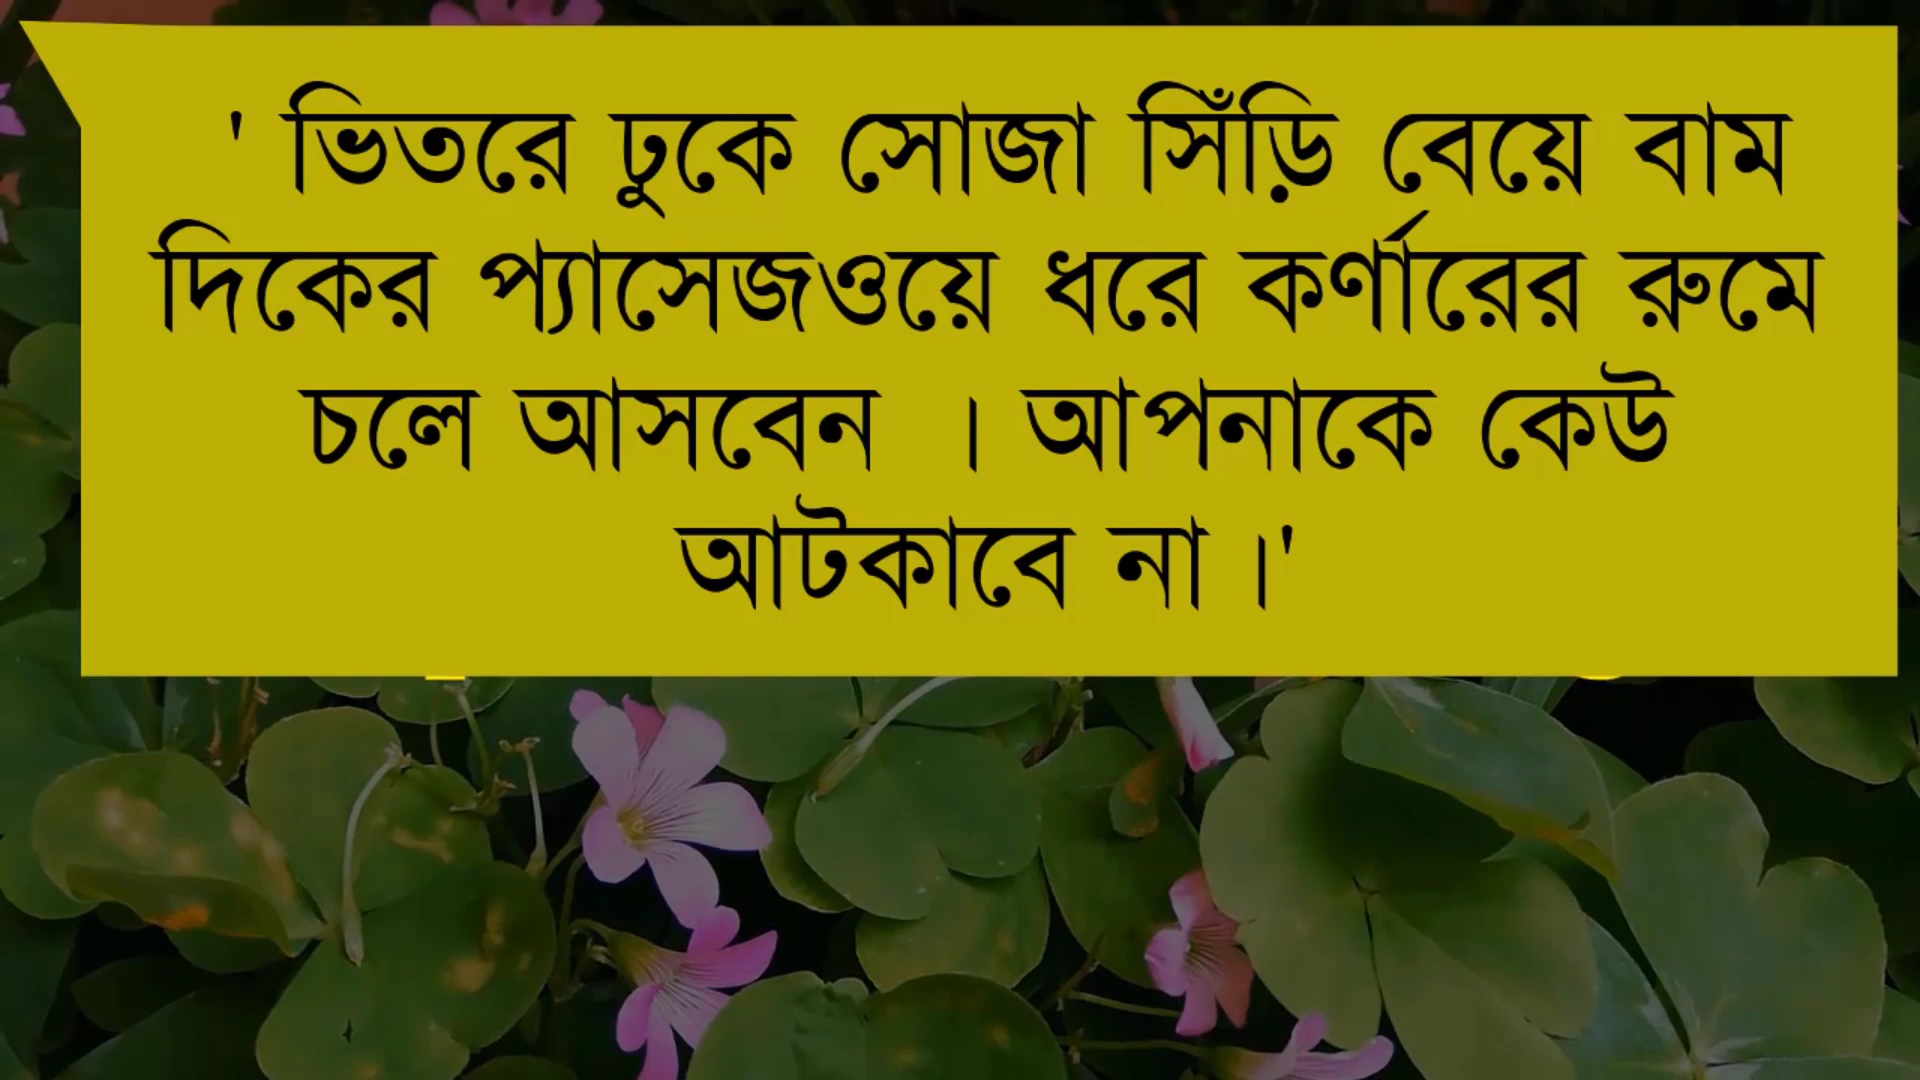 ' ভিতরে ঢুকে সোজা সিঁড়ি বেয়ে বাম
দিকের প্যাসেজওয়ে ধরে কর্ণারের রুমে
চলে আসবেন । আপনাকে কেউ
আটকাবে না ।'